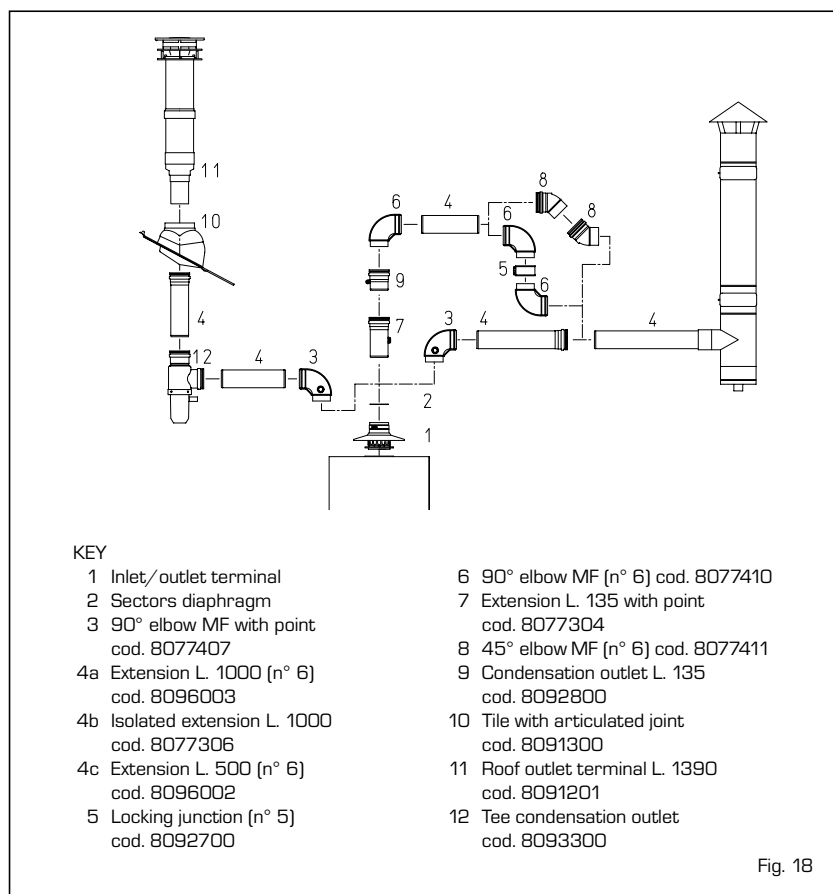 11
10
4
12
4
3
6
4
6
8
8
5
6
9
7
3
4
4
2
1
KEY
1 Inlet/outlet terminal
2 Sectors diaphragm
3 90° elbow MF with point
cod. 8077407
4a Extension L. 1000 (n° 6)
cod. 8096003
4b Isolated extension L. 1000
cod. 8077306
4c Extension L. 500 (n° 6)
cod. 8096002
5 Locking junction (n° 5)
cod. 8092700
6 90° elbow MF (n° 6) cod. 8077410
7 Extension L. 135 with point
cod. 8077304
8 45° elbow MF (n° 6) cod. 8077411
9 Condensation outlet L. 135
cod. 8092800
10 Tile with articulated joint
cod. 8091300
11 Roof outlet terminal L. 1390
cod. 8091201
12 Tee condensation outlet
cod. 8093300
Fig. 18